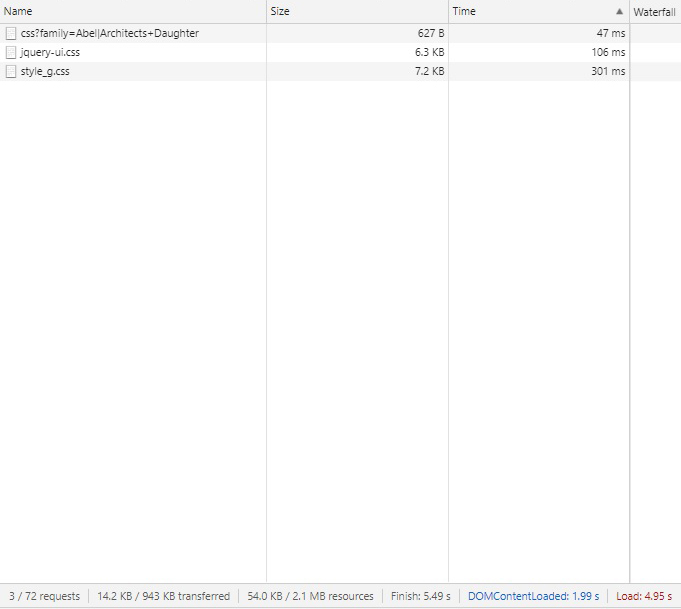 Name Size Time ▲ Waterfall
css?family=Abel|Architects+Daughter 627 B 47 ms
jquery-ui.css 6.3 KB 106 ms
style_g.css 7.2 KB 301 ms
3 / 72 requests 14.2 KB / 943 KB transferred 54.0 KB / 2.1 MB resources Finish: 5.49 s DOMContentLoaded: 1.99 s Load: 4.95 s